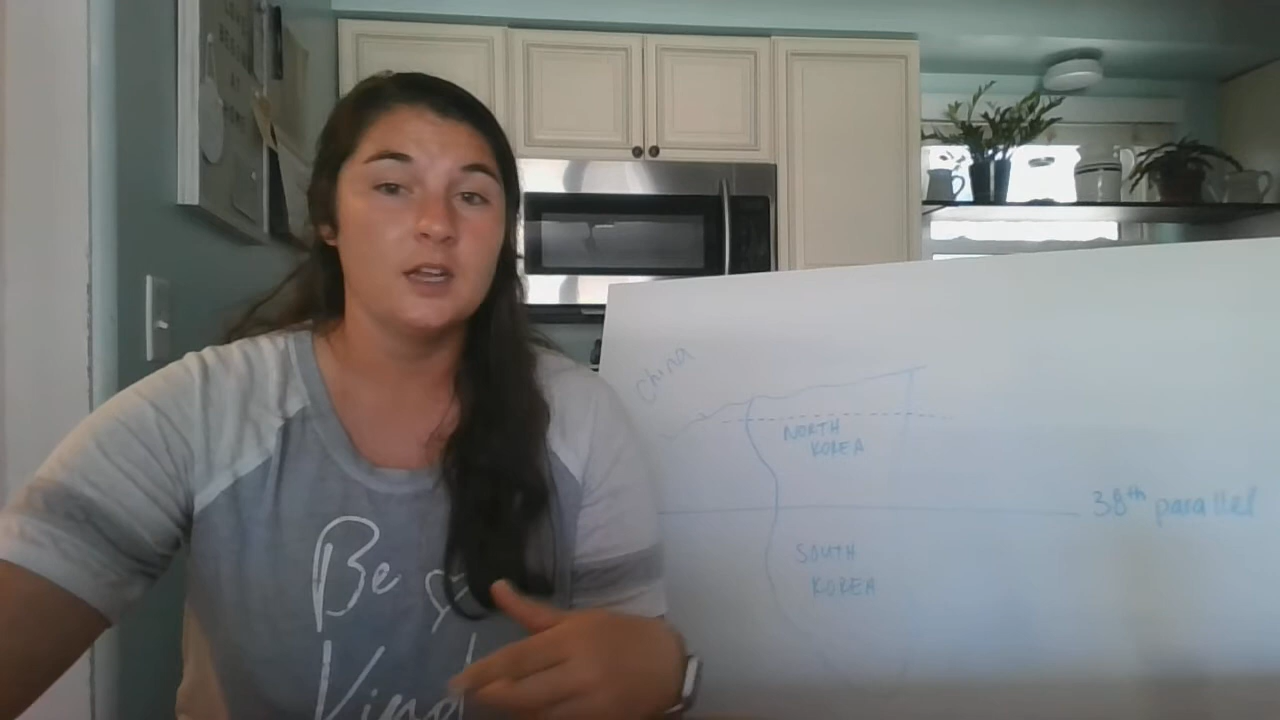 China
NORTH
KOREA
38th parallel
SOUTH
KOREA
Be
Kind